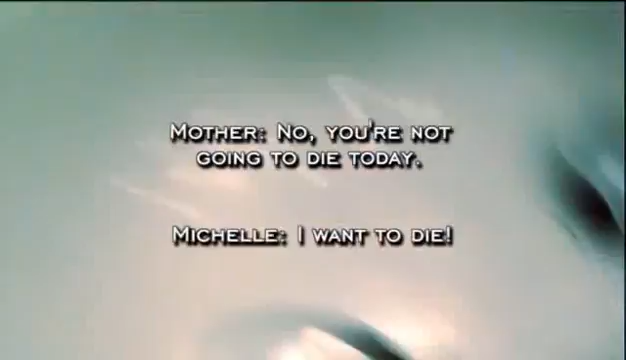 Mother: No, you're not
going to die today.
Michelle: I want to die!